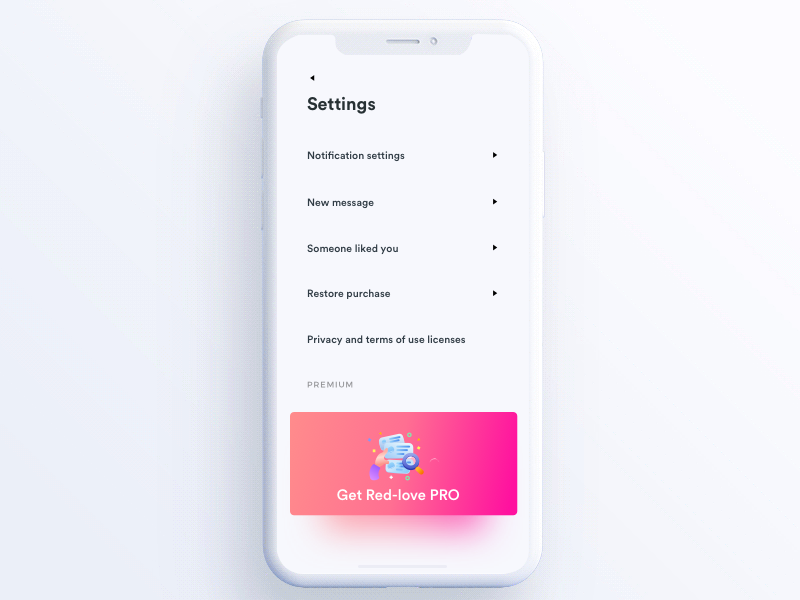 Settings
Notification settings
New message
Someone liked you
Restore purchase
Privacy and terms of use licenses
PREMIUM
Get Red-love PRO